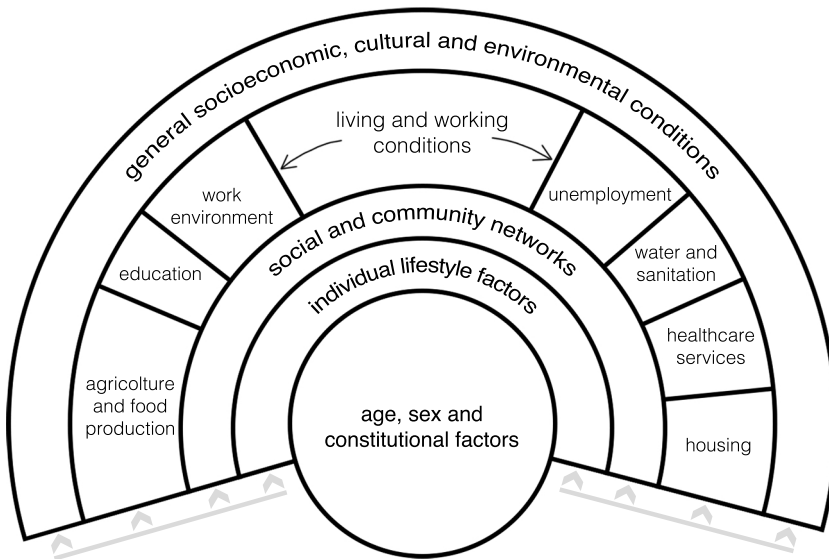 general socioeconomic, cultural and environmental conditions
living and working
conditions
work
environment
unemployment
education
water and
sanitation
agricolture
and food
production
healthcare
services
housing
social and community networks
individual lifestyle factors
age, sex and
constitutional factors